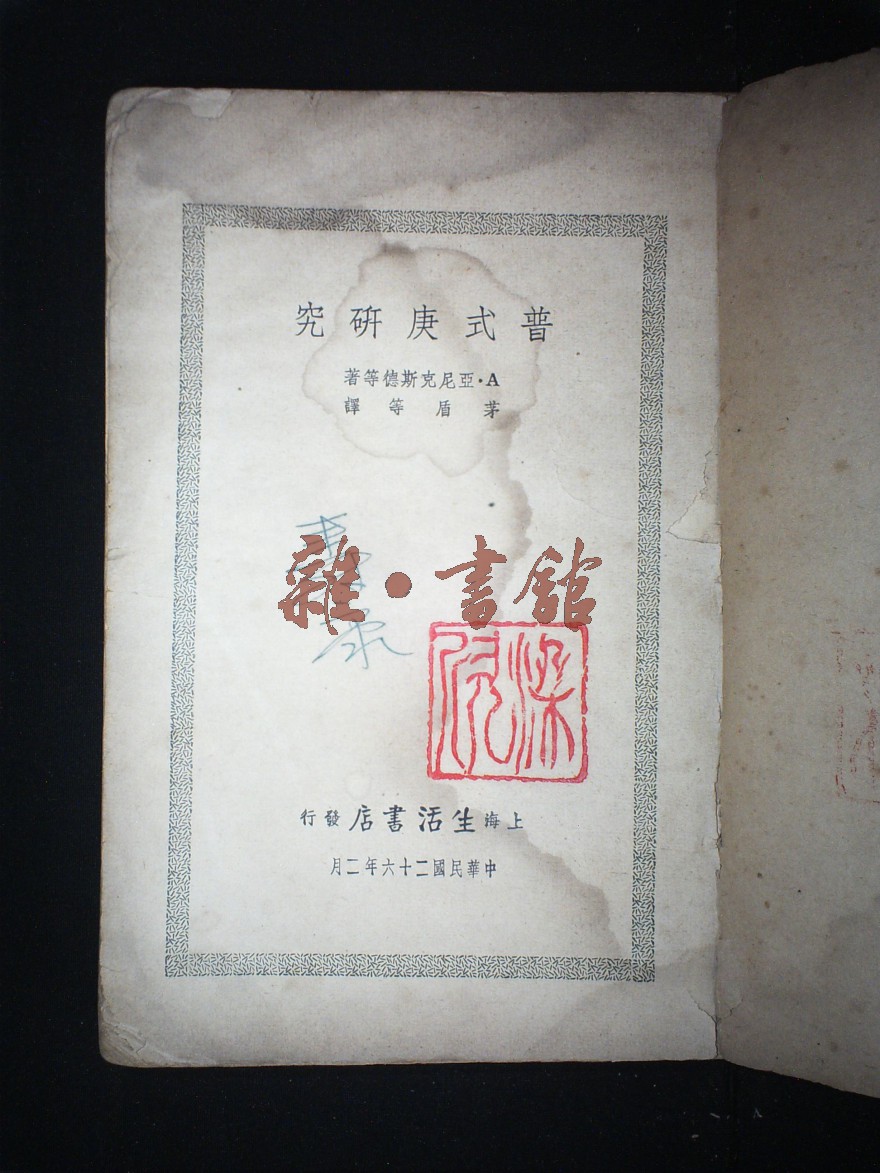 普式庚研究
A·亞尼克斯德等著
茅盾等譯
雜·書館
梁
上海生活書店發行
中華民國二十六年二月